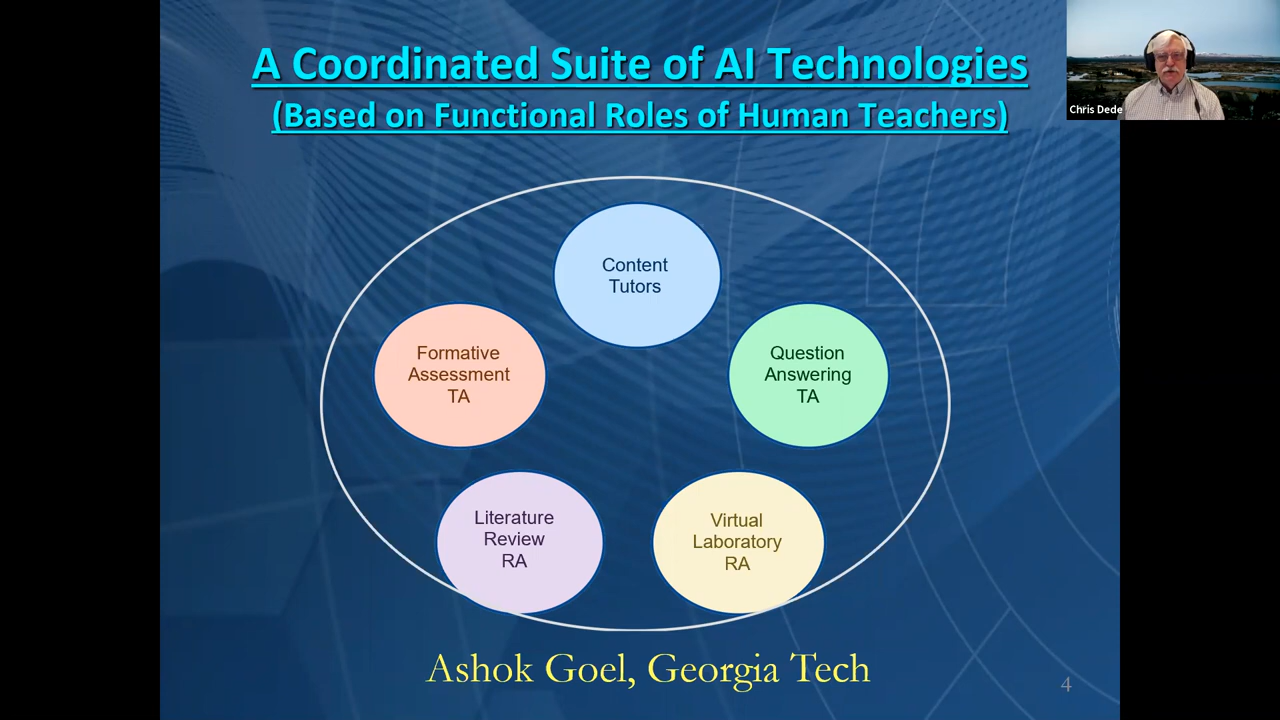 A Coordinated Suite of AI Technologies
(Based on Functional Roles of Human Teachers)
Chris Dede
Content
Tutors
Formative
Assessment
TA
Question
Answering
TA
Literature
Review
RA
Virtual
Laboratory
RA
Ashok Goel, Georgia Tech
4